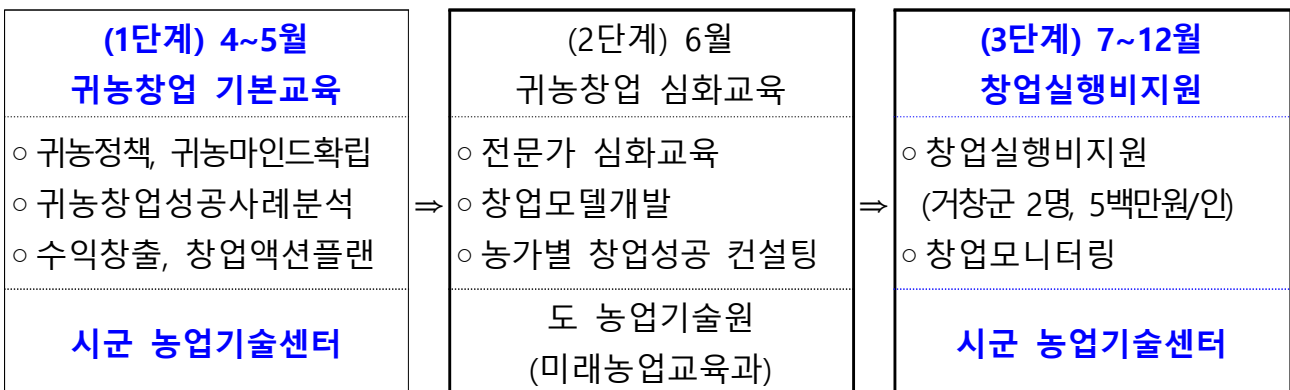 (1단계) 4~5월
귀농창업 기본교육
○ 귀농정책, 귀농마인드확립
○ 귀농창업성공사례분석
○ 수익창출, 창업액션플랜
시군 농업기술센터
⇒
(2단계) 6월
귀농창업 심화교육
○ 전문가 심화교육
○ 창업모델개발
○ 농가별 창업성공 컨설팅
도 농업기술원
(미래농업교육과)
⇒
(3단계) 7~12월
창업실행비지원
○ 창업실행비지원
(거창군 2명, 5백만원/인)
○ 창업모니터링
시군 농업기술센터